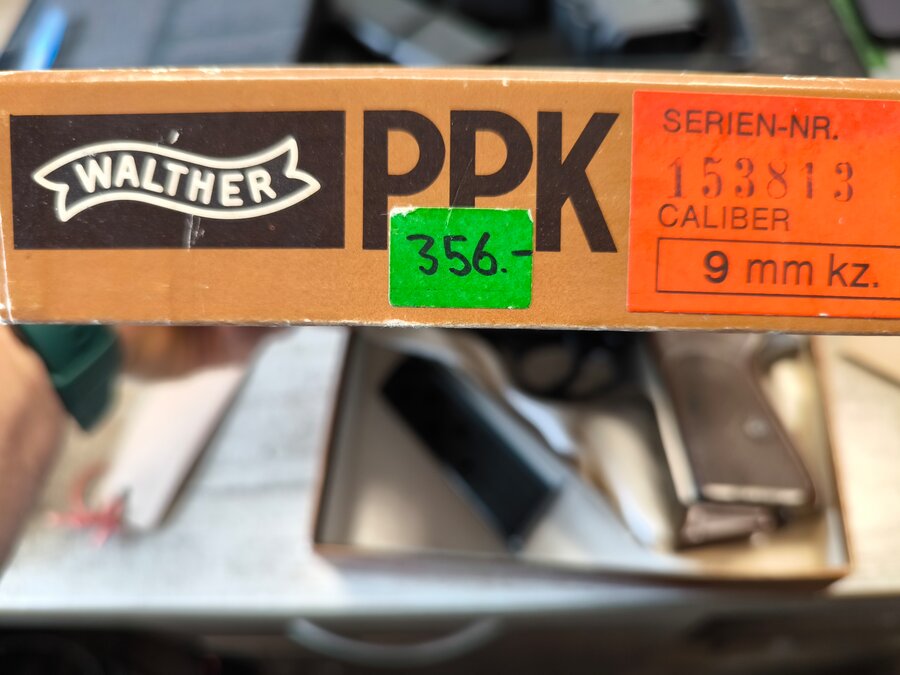 WALTHER
PPK
356.-
SERIEN-NR.
153813
CALIBER
9 mm kz.